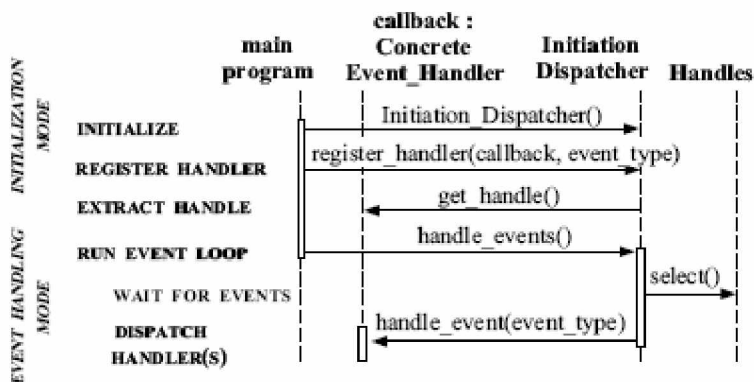 callback :
main Concrete Initiation
program Event_Handler Dispatcher Handles
INITIALIZATION
MODE
INITIALIZE Initiation_Dispatcher()
REGISTER HANDLER register_handler(callback, event_type)
EXTRACT HANDLE get_handle()
EVENT HANDLING
MODE
RUN EVENT LOOP handle_events()
WAIT FOR EVENTS select()
DISPATCH handle_event(event_type)
HANDLER(S)